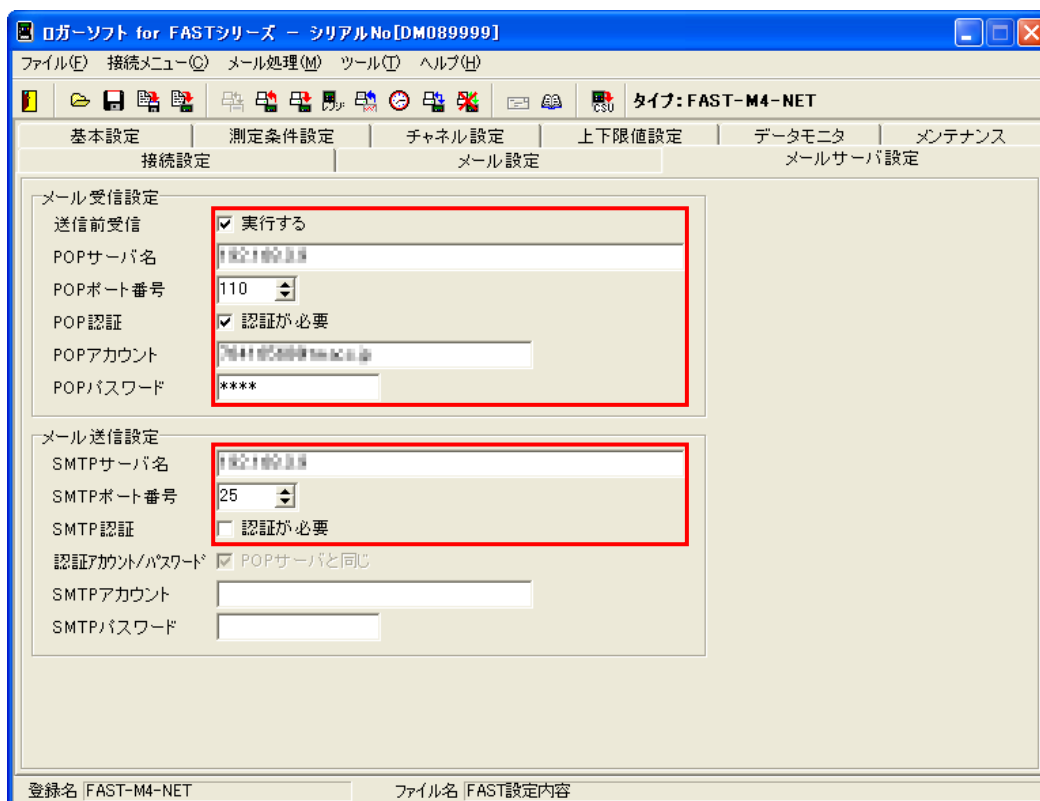 ロガーソフト for FASTシリーズ － シリアルNo[DM089999]
ファイル(F) 接続メニュー(C) メール処理(M) ツール(T) ヘルプ(H)
タイプ:FAST-M4-NET
基本設定 測定条件設定 チャネル設定 上下限値設定 データモニタ メンテナンス
接続設定 メール設定 メールサーバ設定
メール受信設定
送信前受信 実行する
POPサーバ名
POPポート番号 110
POP認証 認証が必要
POPアカウント
POPパスワード ****
メール送信設定
SMTPサーバ名
SMTPポート番号 25
SMTP認証 認証が必要
認証アカウント/パスワード POPサーバと同じ
SMTPアカウント
SMTPパスワード
登録名 FAST-M4-NET ファイル名 FAST設定内容